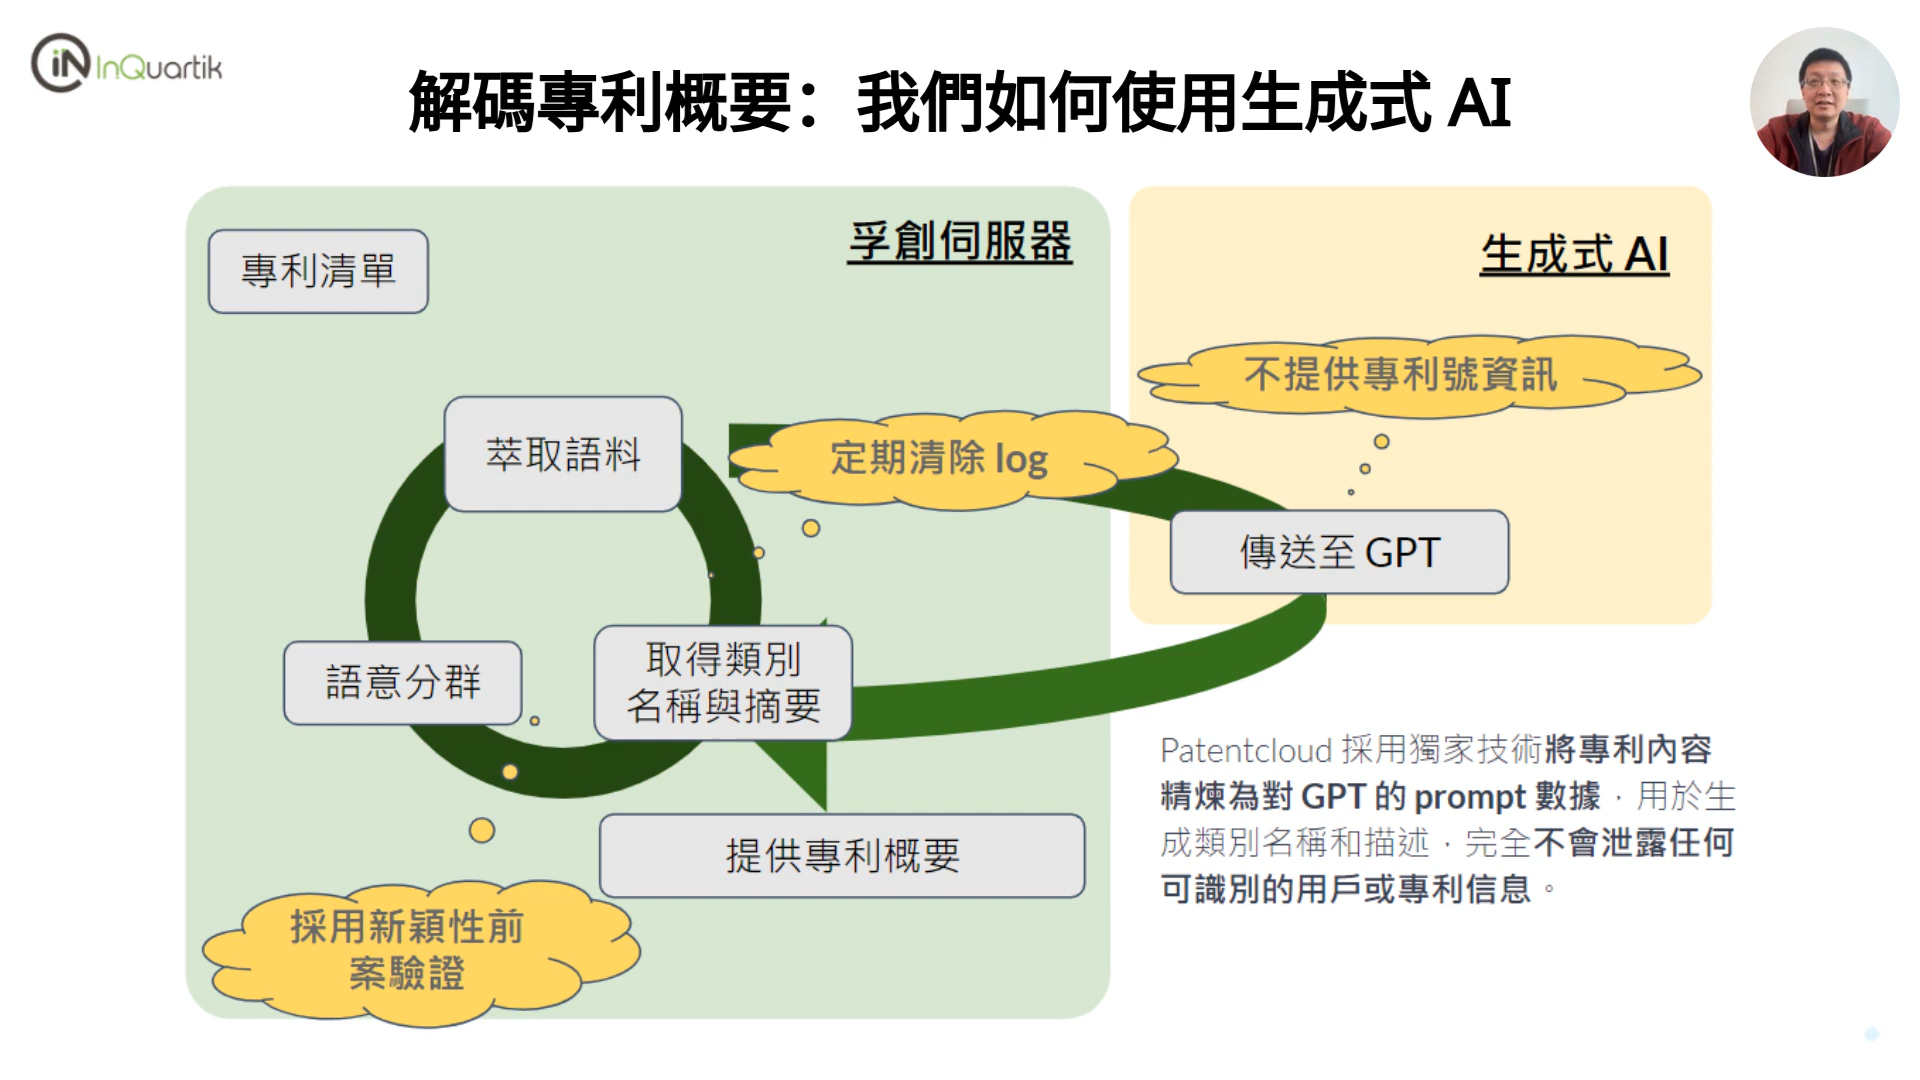 InQuartik
解碼專利概要：我們如何使用生成式 AI
孚創伺服器
專利清單
生成式 AI
不提供專利號資訊
萃取語料
定期清除 log
傳送至 GPT
語意分群
取得類別
名稱與摘要
提供專利概要
採用新穎性前
案驗證
Patentcloud 採用獨家技術將專利內容
精煉為對 GPT 的 prompt 數據，用於生
成類別名稱和描述，完全不會泄露任何
可識別的用戶或專利信息。